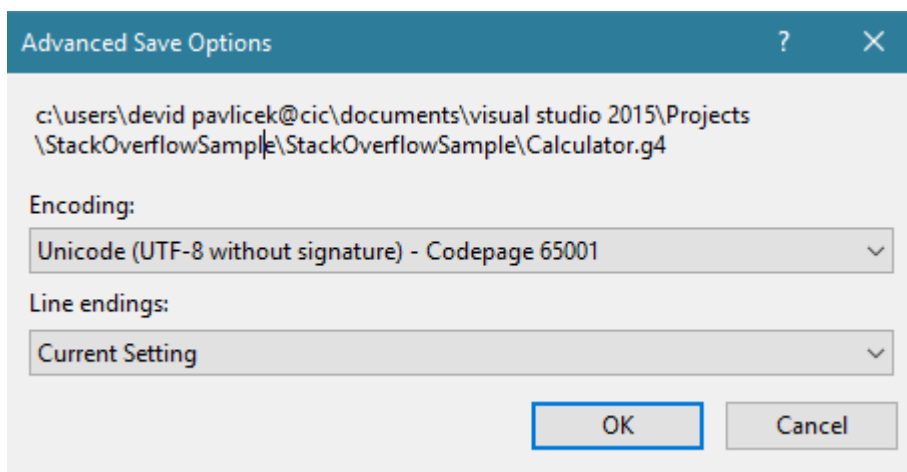 Advanced Save Options ?
c:\users\devid pavlicek@cic\documents\visual studio 2015\Projects
\StackOverflowSample\StackOverflowSample\Calculator.g4
Encoding:
Unicode (UTF-8 without signature) - Codepage 65001
Line endings:
Current Setting
OK Cancel